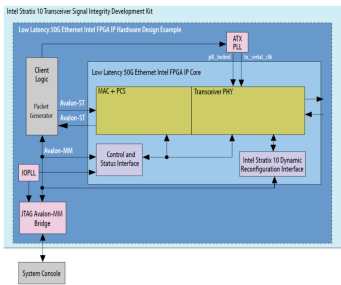 Intel Stratix 10 Transceiver Signal Integrity Development Kit
Low Latency 50G Ethernet Intel FPGA IP Hardware Design Example
ATX
PLL
pll_locked
tx_serial_clk
Client
Logic
Packet
Generator
Low Latency 50G Ethernet Intel FPGA IP Core
Avalon-ST
Avalon-ST
MAC + PCS
Transceiver PHY
Avalon-MM
Control and
Status Interface
Intel Stratix 10 Dynamic
Reconfiguration Interface
IOPLL
JTAG Avalon-MM
Bridge
System Console